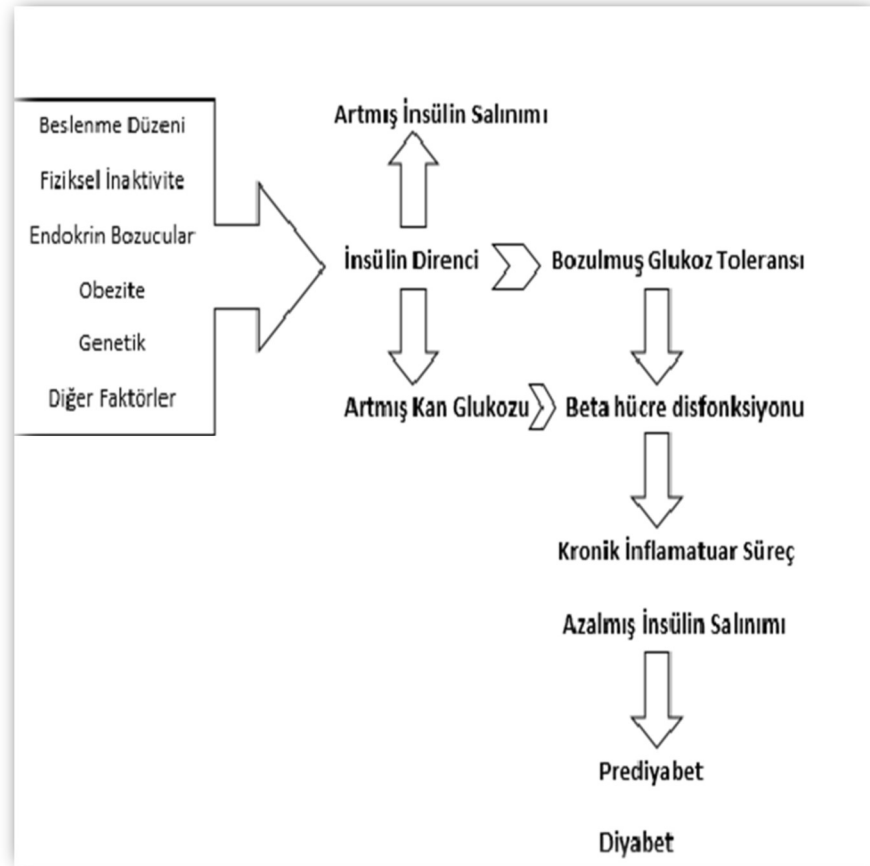 Beslenme Düzeni
Fiziksel İnaktivite
Endokrin Bozucular
Obezite
Genetik
Diğer Faktörler
Artmış İnsülin Salınımı
İnsülin Direnci
Bozulmuş Glukoz Toleransı
Artmış Kan Glukozu
Beta hücre disfonksiyonu
Kronik İnflamatuar Süreç
Azalmış İnsülin Salınımı
Prediyabet
Diyabet